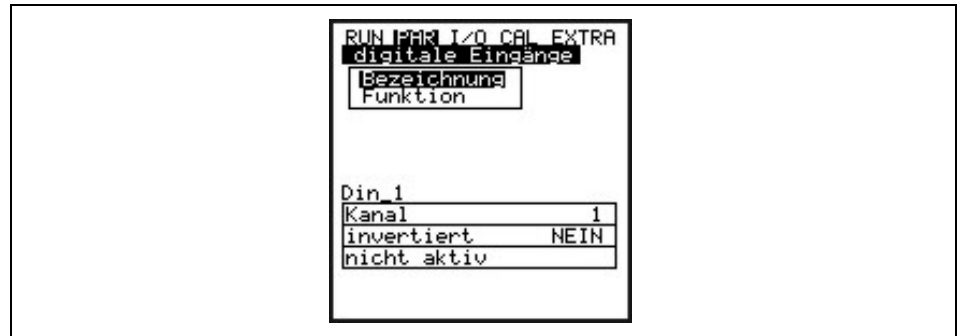 RUN PAR I/O CAL EXTRA
digitale Eingänge
Bezeichnung
Funktion
Din_1
Kanal 1
invertiert NEIN
nicht aktiv